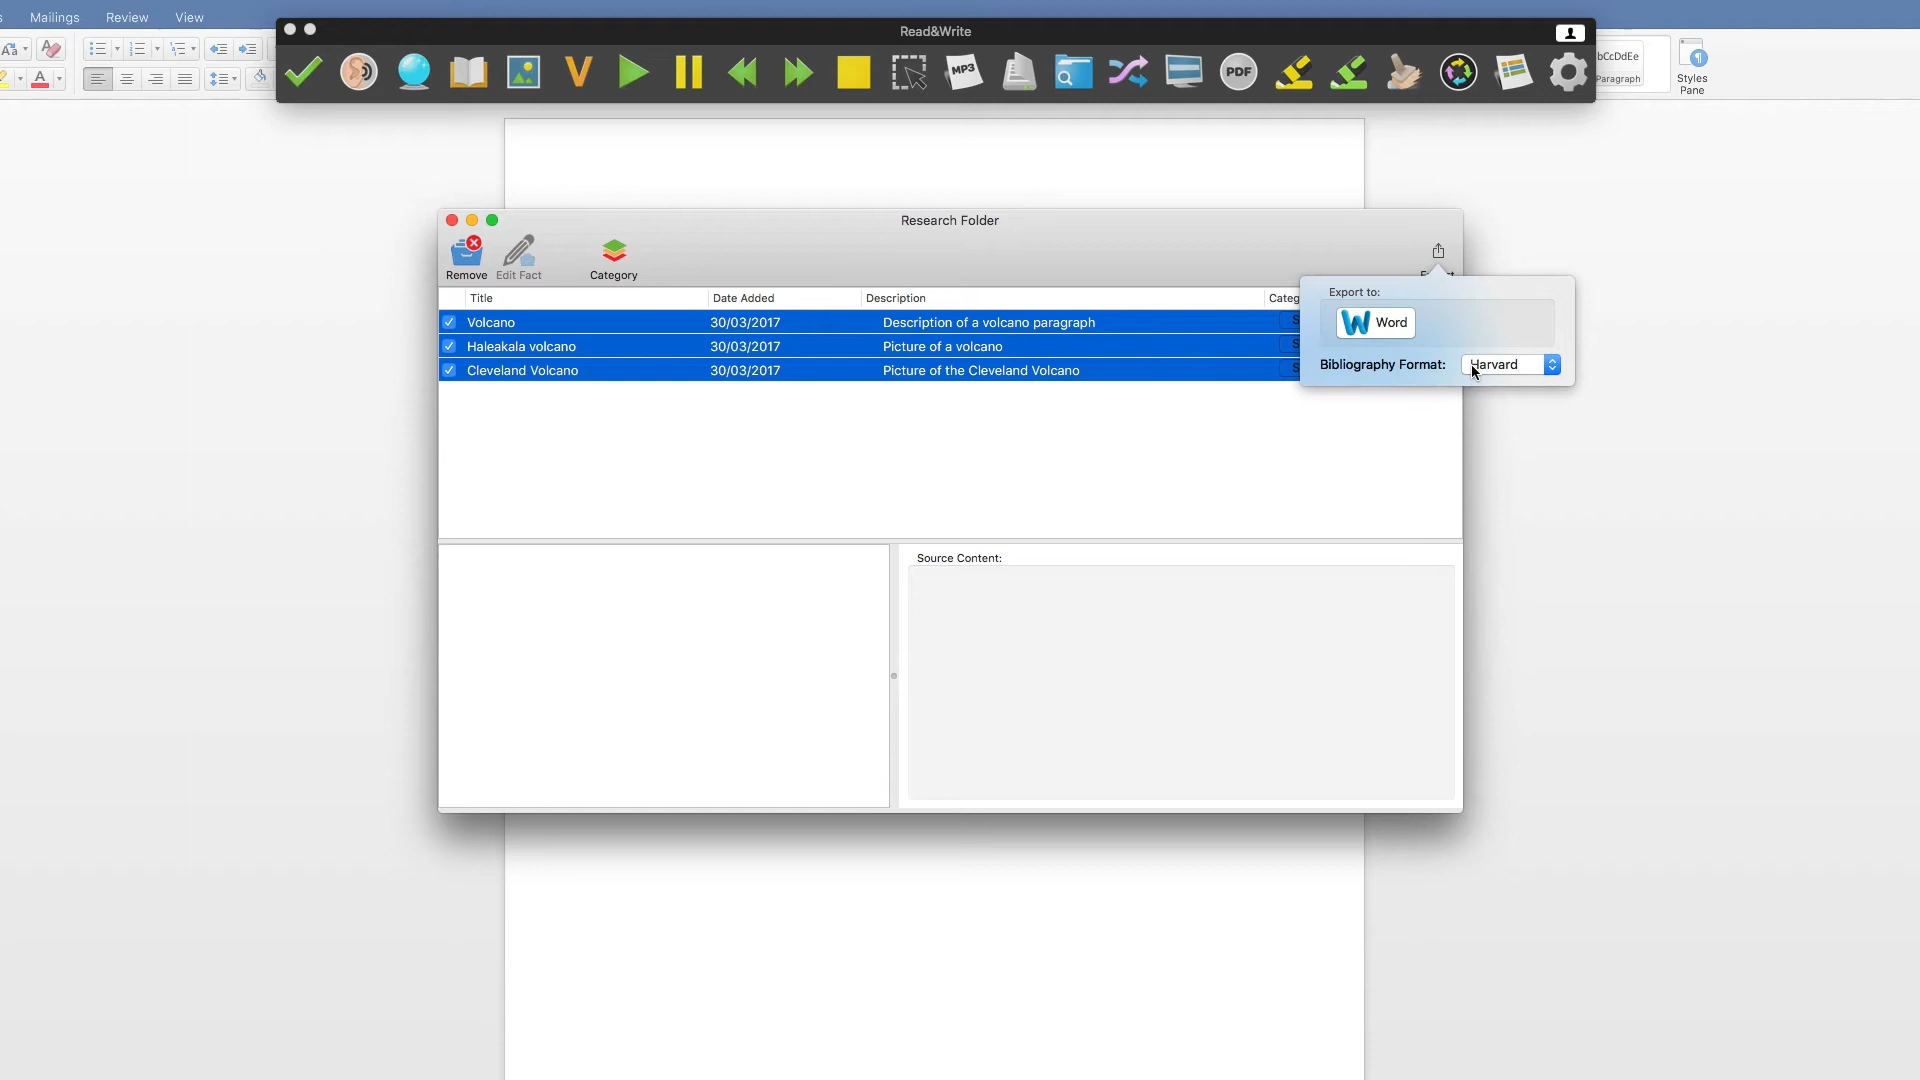 Mailings Review View
Read&Write
Aa
A
MP3
PDF
bCcDdEe
Paragraph
Styles
Pane
Research Folder
Remove Edit Fact Category
Title Date Added Description Categ
Volcano 30/03/2017 Description of a volcano paragraph
Haleakala volcano 30/03/2017 Picture of a volcano
Cleveland Volcano 30/03/2017 Picture of the Cleveland Volcano
Export to:
Word
Bibliography Format: Harvard
Source Content: